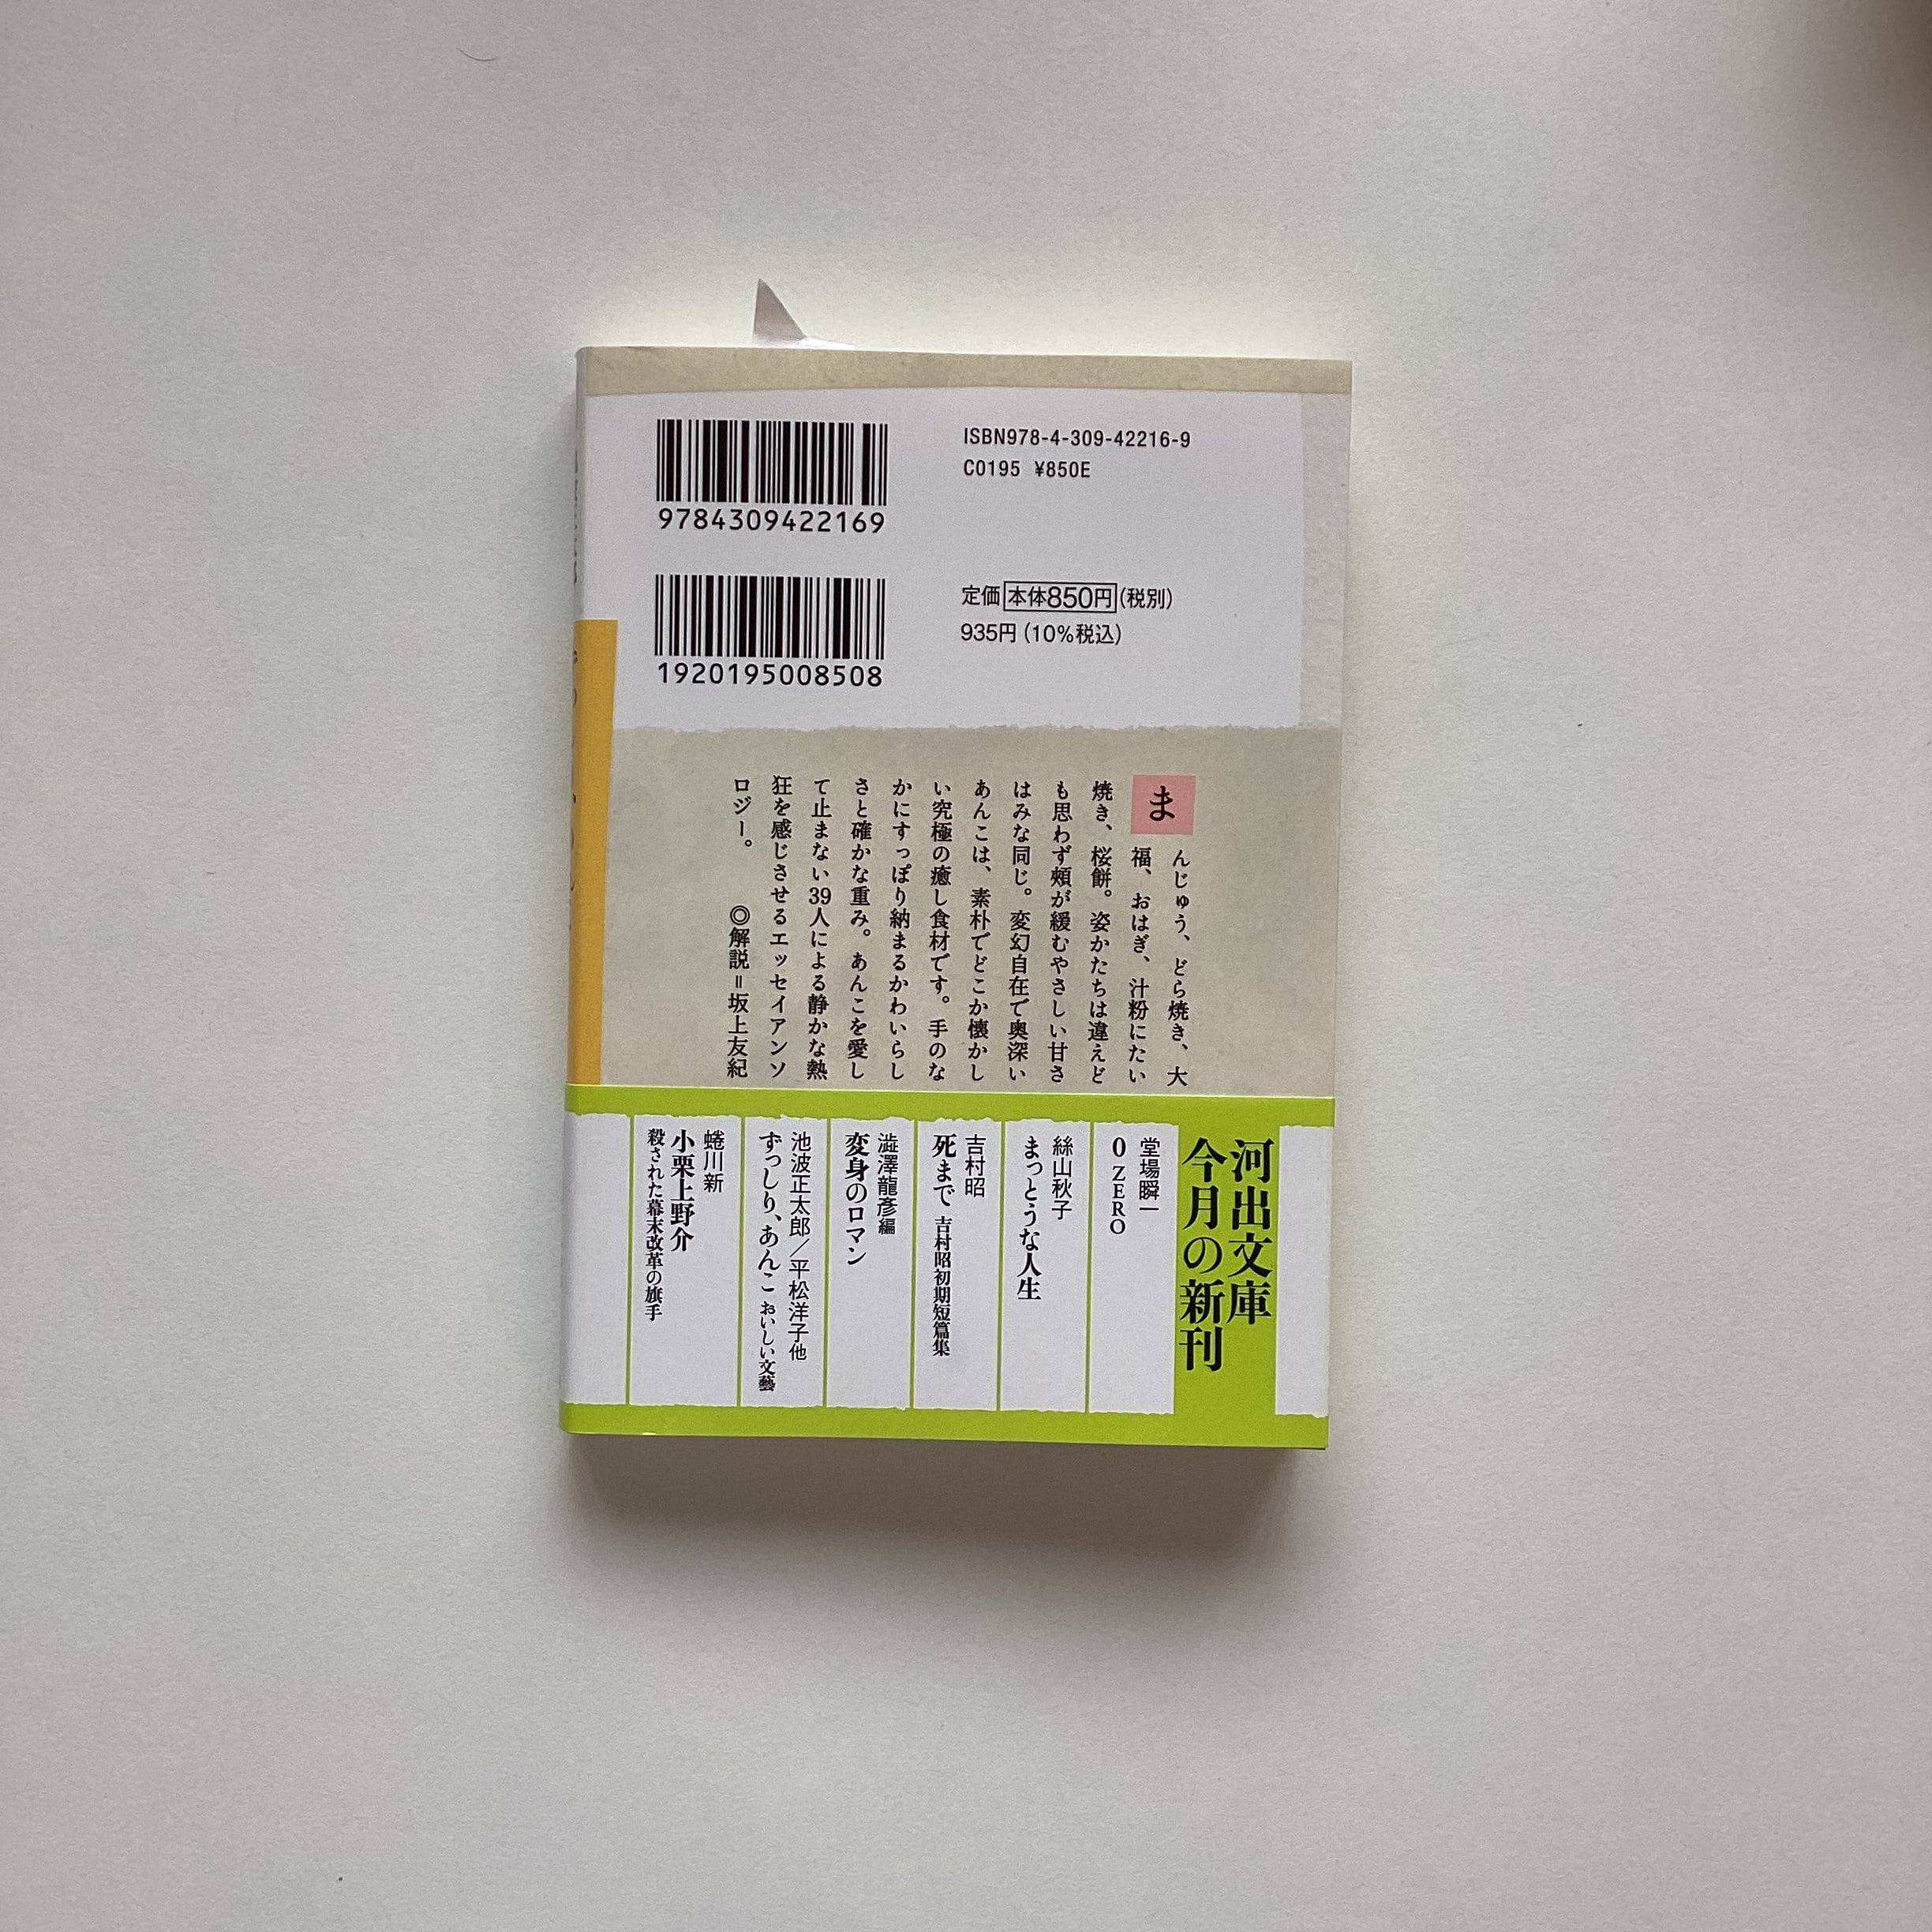 9784309422169
ISBN978-4-309-42216-9
C0195 ¥850E
1920195008508
定価本体850円(税別)
935円(10%税込)
まんじゅう、どら焼き、大
福、おはぎ、汁粉にたい
焼き、桜餅。姿かたちは違えど
も思わず頰が緩むやさしい甘さ
はみな同じ。変幻自在で奥深い
あんこは、素朴でどこか懐かし
い究極の癒し食材です。手のな
かにすっぽり納まるかわいらし
さと確かな重み。あんこを愛し
て止まない39人による静かな熱
狂を感じさせるエッセイアンソ
ロジー。 ◎解説=坂上友紀
河出文庫
今月の新刊
堂場瞬一
0 ZERO
絲山秋子
まっとうな人生
吉村昭
死まで 吉村昭初期短篇集
澁澤龍彥編
変身のロマン
池波正太郎/平松洋子他
ずっしり、あんこ おいしい文藝
蜷川新
小栗上野介
殺された幕末改革の旗手